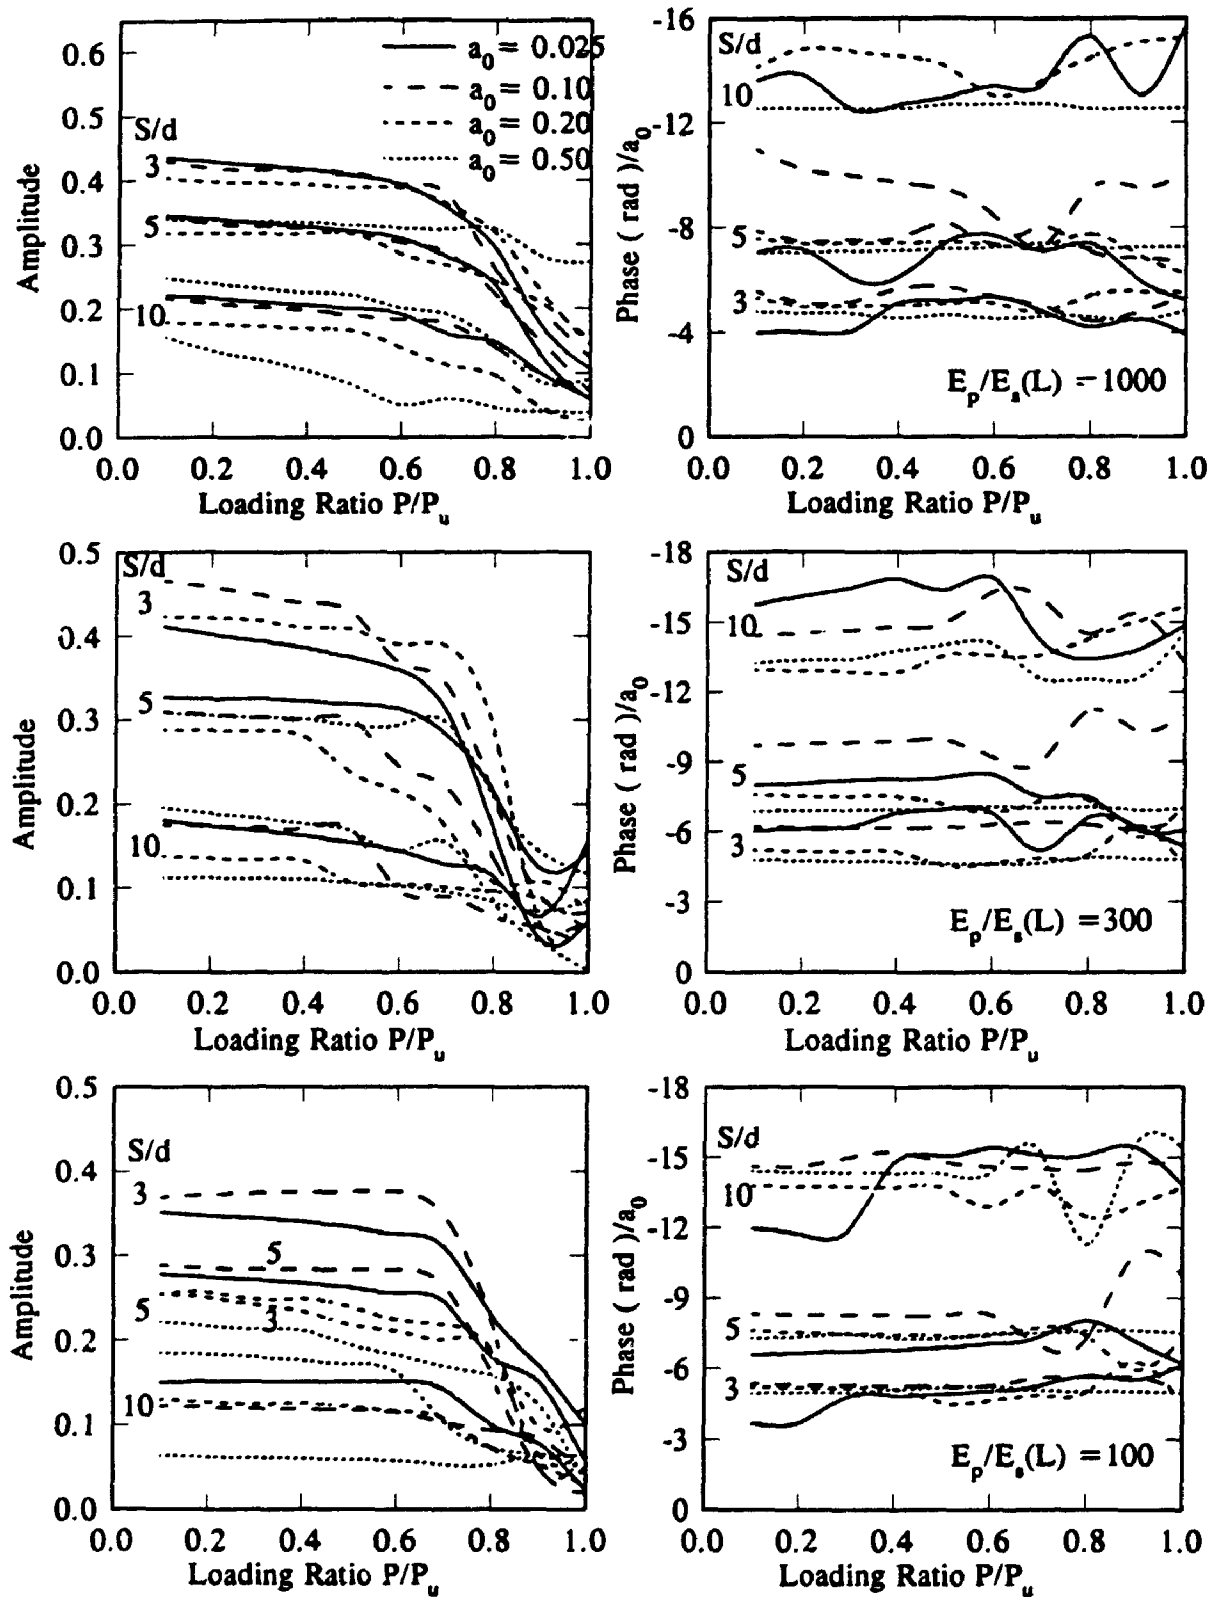 0.6
0.5
0.4
0.3
0.2
0.1
0.0
Amplitude
S/d
3
5
10
a₀ = 0.025
a₀ = 0.10
a₀ = 0.20
a₀ = 0.50
0.0 0.2 0.4 0.6 0.8 1.0
Loading Ratio P/Pᵤ
-16
-12
-8
-4
0
Phase ( rad )/a₀
S/d
10
5
3
Eₚ/Eₛ(L) = 1000
0.0 0.2 0.4 0.6 0.8 1.0
Loading Ratio P/Pᵤ
0.5
0.4
0.3
0.2
0.1
0.0
Amplitude
S/d
3
5
10
0.0 0.2 0.4 0.6 0.8 1.0
Loading Ratio P/Pᵤ
-18
-15
-12
-9
-6
-3
0
Phase ( rad )/a₀
S/d
10
5
3
Eₚ/Eₛ(L) = 300
0.0 0.2 0.4 0.6 0.8 1.0
Loading Ratio P/Pᵤ
0.5
0.4
0.3
0.2
0.1
0.0
Amplitude
S/d
3
5
5
3
10
0.0 0.2 0.4 0.6 0.8 1.0
Loading Ratio P/Pᵤ
-18
-15
-12
-9
-6
-3
0
Phase ( rad )/a₀
S/d
10
5
3
Eₚ/Eₛ(L) = 100
0.0 0.2 0.4 0.6 0.8 1.0
Loading Ratio P/Pᵤ